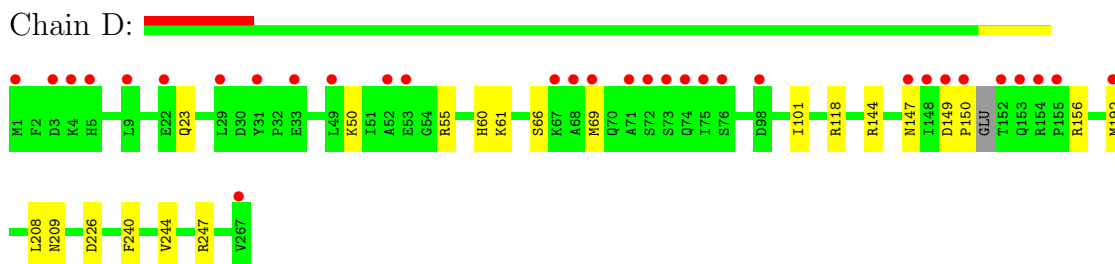 Chain D:
M1 F2 D3 K4 H5 L9 E22 Q23 L29 D30 Y31 P32 E33 L49 K50 I51 A52 E53 G54 R55 H60 K61 S66 K67 A68 M69 Q70 A71 S72 S73 Q74 I75 S76 D98 I101 R118 R144 N147 I148 D149 P150 GLU T152 Q153 R154 P155 R156 M192
L208 N209 D226 F240 V244 R247 V267